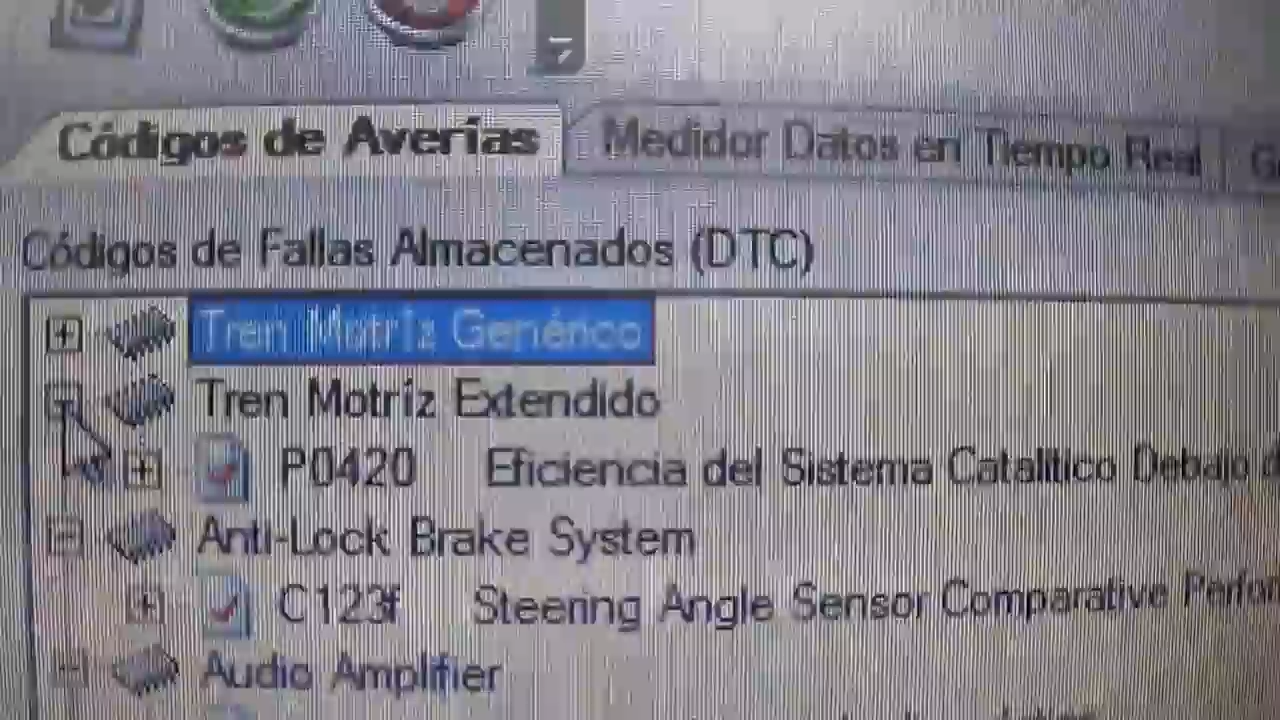 Códigos de Averías
Medidor Datos en Tiempo Real
Códigos de Fallas Almacenados (DTC)
Tren Motríz Genérico
Tren Motríz Extendido
P0420 Eficiencia del Sistema Catalítico Debajo
Anti-Lock Brake System
C123f Steering Angle Sensor Comparative
Audio Amplifier